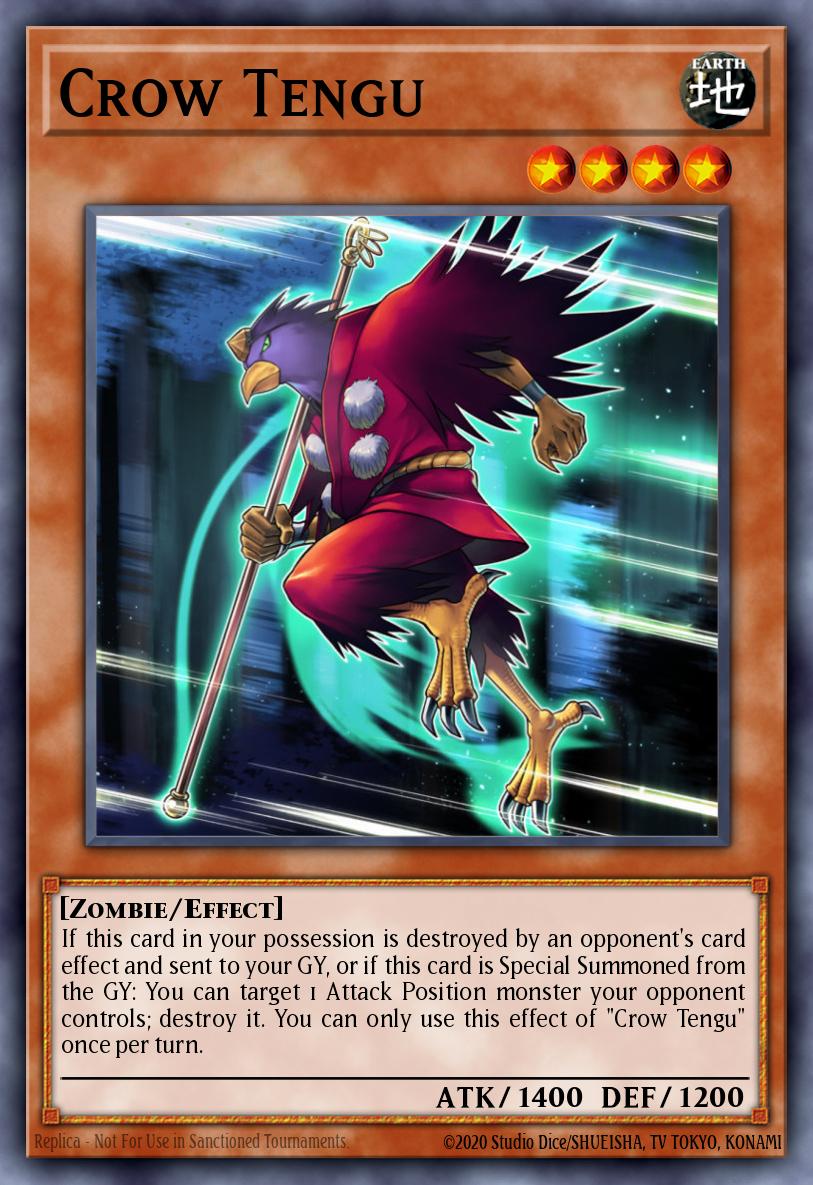 Crow Tengu
EARTH
地
[Zombie/Effect]
If this card in your possession is destroyed by an opponent's card
effect and sent to your GY, or if this card is Special Summoned from
the GY: You can target 1 Attack Position monster your opponent
controls; destroy it. You can only use this effect of "Crow Tengu"
once per turn.
ATK/1400 DEF/1200
Replica - Not For Use in Sanctioned Tournaments.
©2020 Studio Dice/SHUEISHA, TV TOKYO, KONAMI